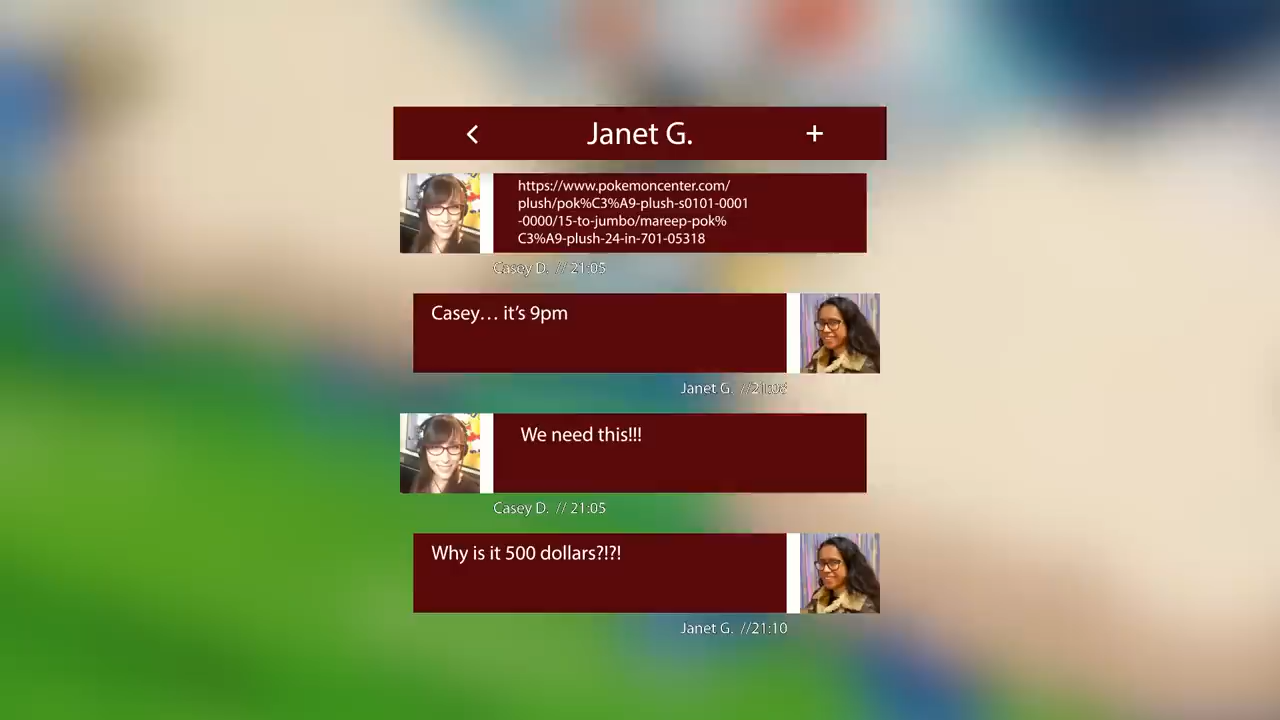 Janet G.
https://www.pokemoncenter.com/
plush/pok%C3%A9-plush-s0101-0001
-0000/15-to-jumbo/mareep-pok%
C3%A9-plush-24-in-701-05318
Casey D. // 21:05
Casey... it's 9pm
Janet G. //
We need this!!!
Casey D. // 21:05
Why is it 500 dollars?!?!
Janet G. //21:10